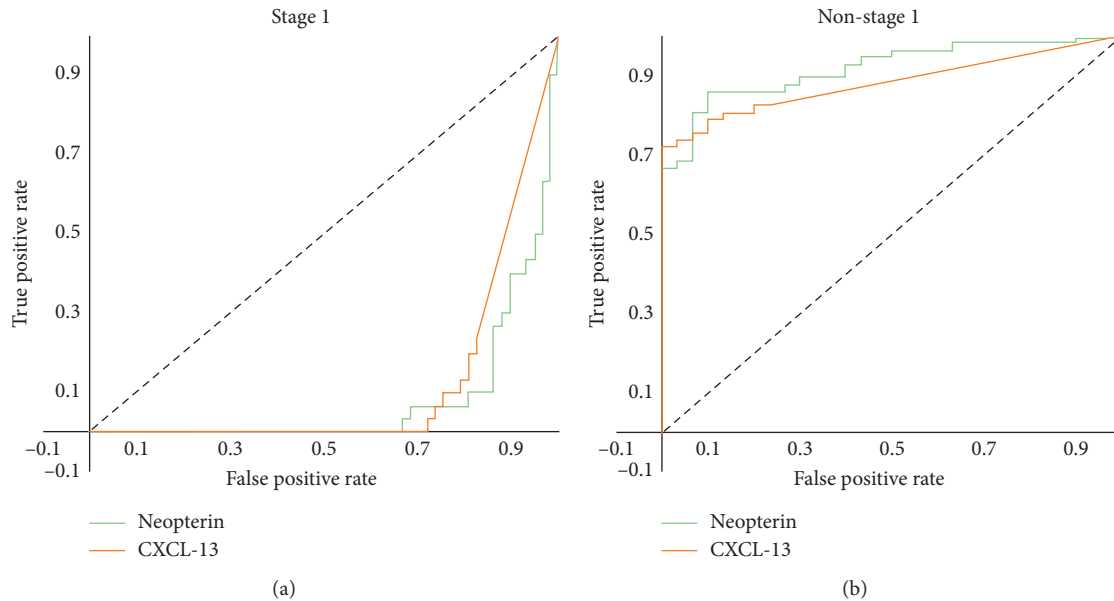 Stage 1
True positive rate
0.9
0.7
0.5
0.3
0.1
−0.1
−0.1 0.1 0.3 0.5 0.7 0.9
False positive rate
Neopterin
CXCL-13
(a)
Non-stage 1
True positive rate
0.9
0.7
0.5
0.3
0.1
−0.1
−0.1 0.1 0.3 0.5 0.7 0.9
False positive rate
Neopterin
CXCL-13
(b)